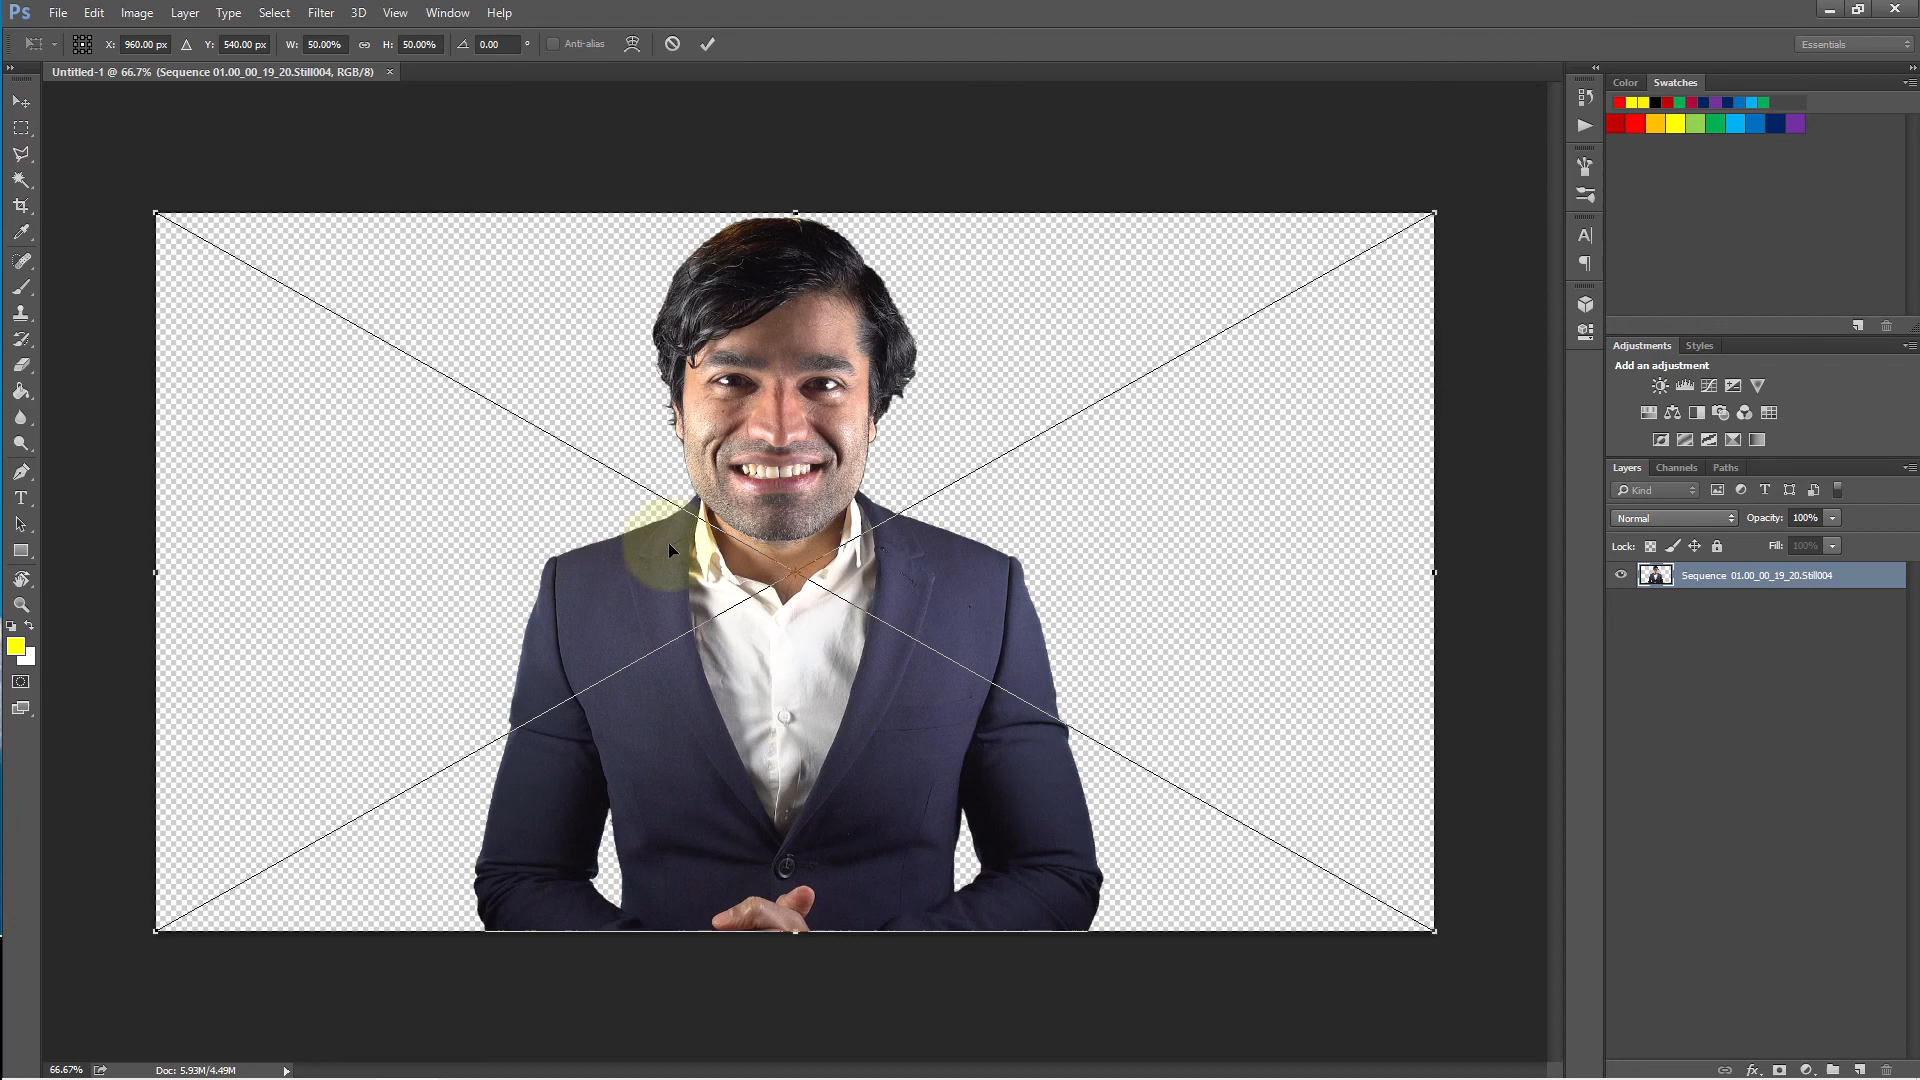 Ps File Edit Image Layer Type Select Filter 3D View Window Help
X: 960.00 px Y: 540.00 px W: 50.00% H: 50.00% 0.00 ° Anti-alias Essentials
Untitled-1 @ 66.7% (Sequence 01.00_00_19_20.Still004, RGB/8) ×
Color Swatches
Adjustments Styles
Add an adjustment
Layers Channels Paths
Kind
Normal Opacity: 100%
Lock: Fill: 100%
Sequence 01.00_00_19_20.Still004
66.67% Doc: 5.93M/4.49M
fx